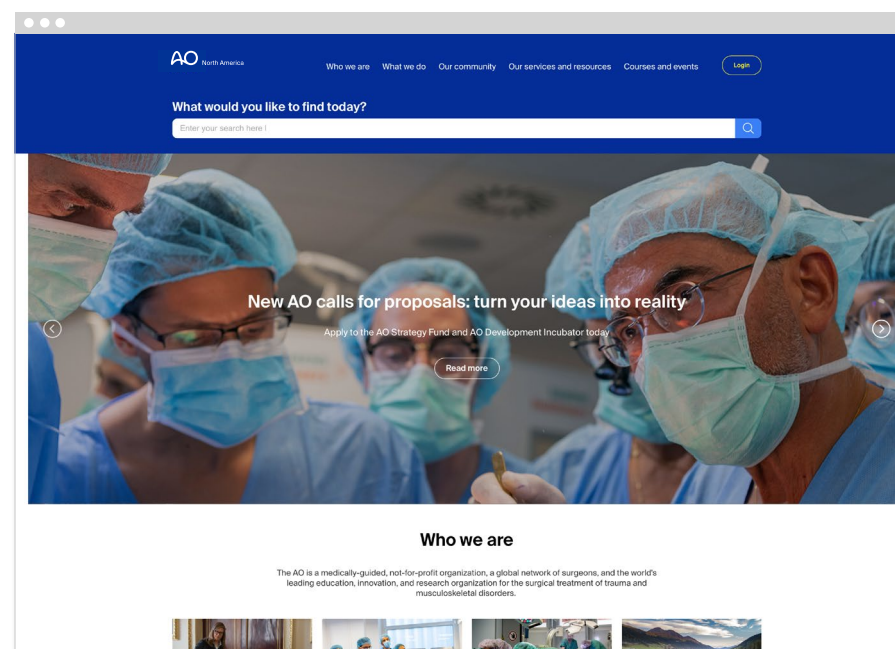 AO North America
Who we are What we do Our community Our services and resources Courses and events Login
What would you like to find today?
Enter your search here |
New AO calls for proposals: turn your ideas into reality
Apply to the AO Strategy Fund and AO Development Incubator today
Read more
Who we are
The AO is a medically-guided, not-for-profit organization, a global network of surgeons, and the world's
leading education, innovation, and research organization for the surgical treatment of trauma and
musculoskeletal disorders.